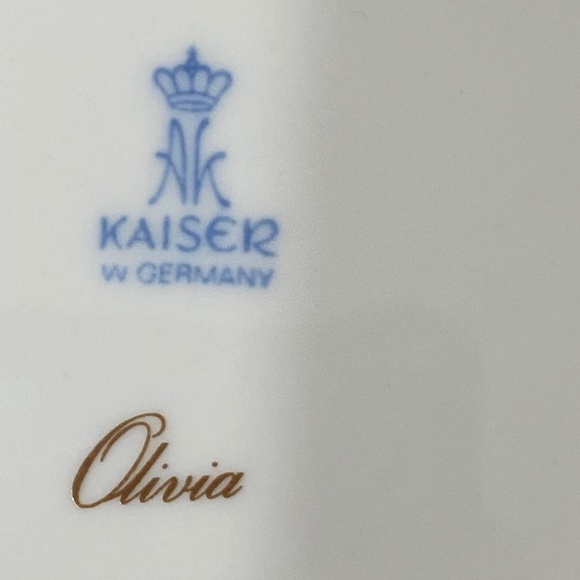 AK
KAISER
W GERMANY
Olivia